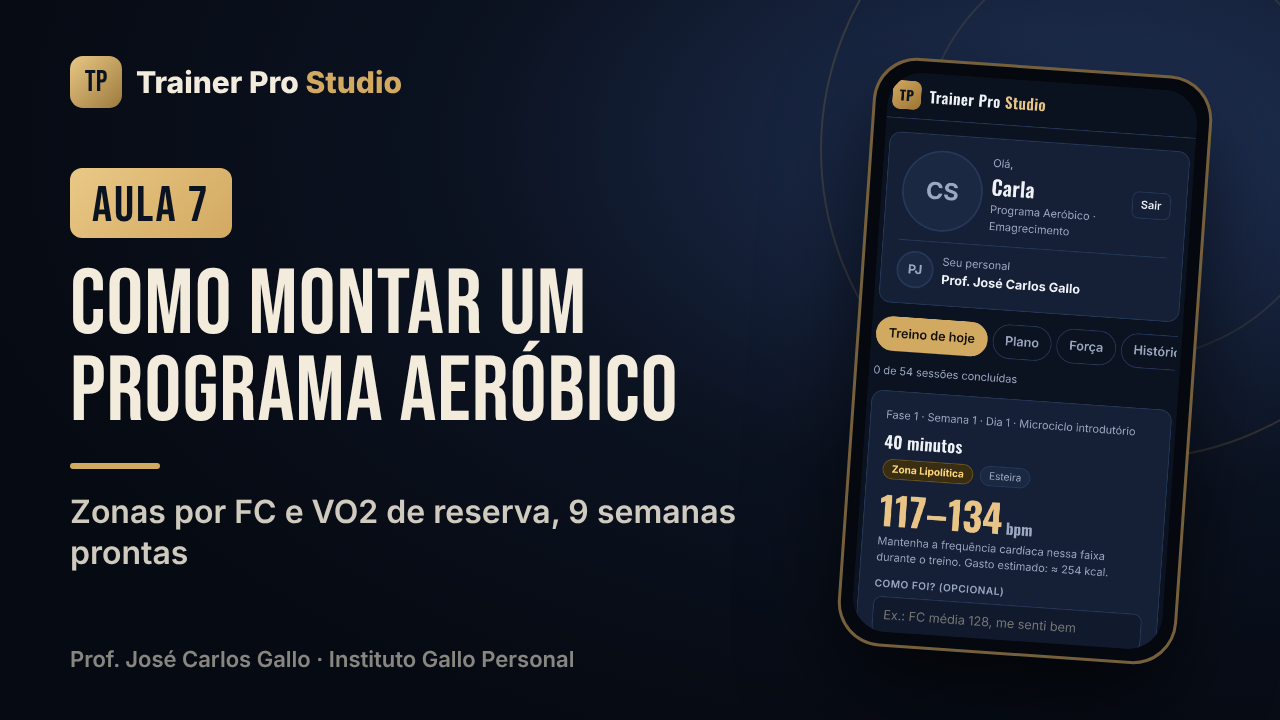 TP Trainer Pro Studio
AULA 7
COMO MONTAR UM
PROGRAMA AERÓBICO
Zonas por FC e VO2 de reserva, 9 semanas
prontas
Prof. José Carlos Gallo · Instituto Gallo Personal
TP Trainer Pro Studio
CS
Olá,
Carla
Programa Aeróbico ·
Emagrecimento
Sair
PJ
Seu personal
Prof. José Carlos Gallo
Treino de hoje Plano Força Históric
0 de 54 sessões concluídas
Fase 1 · Semana 1 · Dia 1 · Microciclo introdutório
40 minutos
Zona Lipolítica Esteira
117–134 bpm
Mantenha a frequência cardíaca nessa faixa
durante o treino. Gasto estimado: ≈ 254 kcal.
COMO FOI? (OPCIONAL)
Ex.: FC média 128, me senti bem